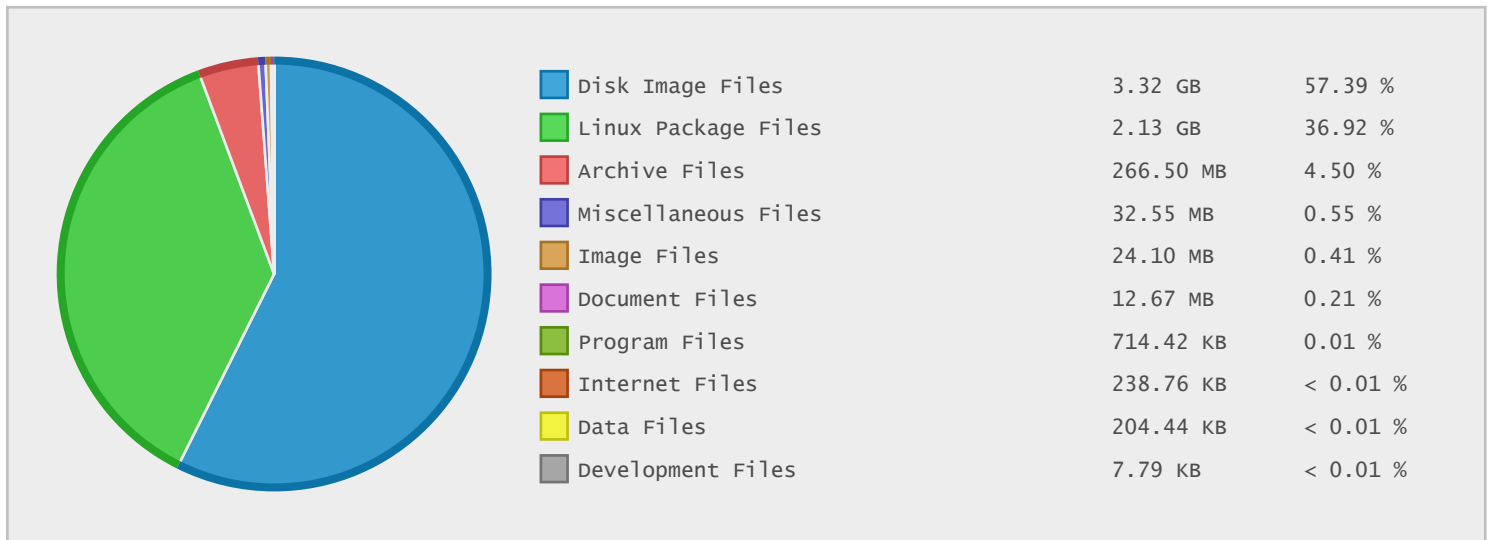 Disk Image Files 3.32 GB 57.39 %
Linux Package Files 2.13 GB 36.92 %
Archive Files 266.50 MB 4.50 %
Miscellaneous Files 32.55 MB 0.55 %
Image Files 24.10 MB 0.41 %
Document Files 12.67 MB 0.21 %
Program Files 714.42 KB 0.01 %
Internet Files 238.76 KB < 0.01 %
Data Files 204.44 KB < 0.01 %
Development Files 7.79 KB < 0.01 %